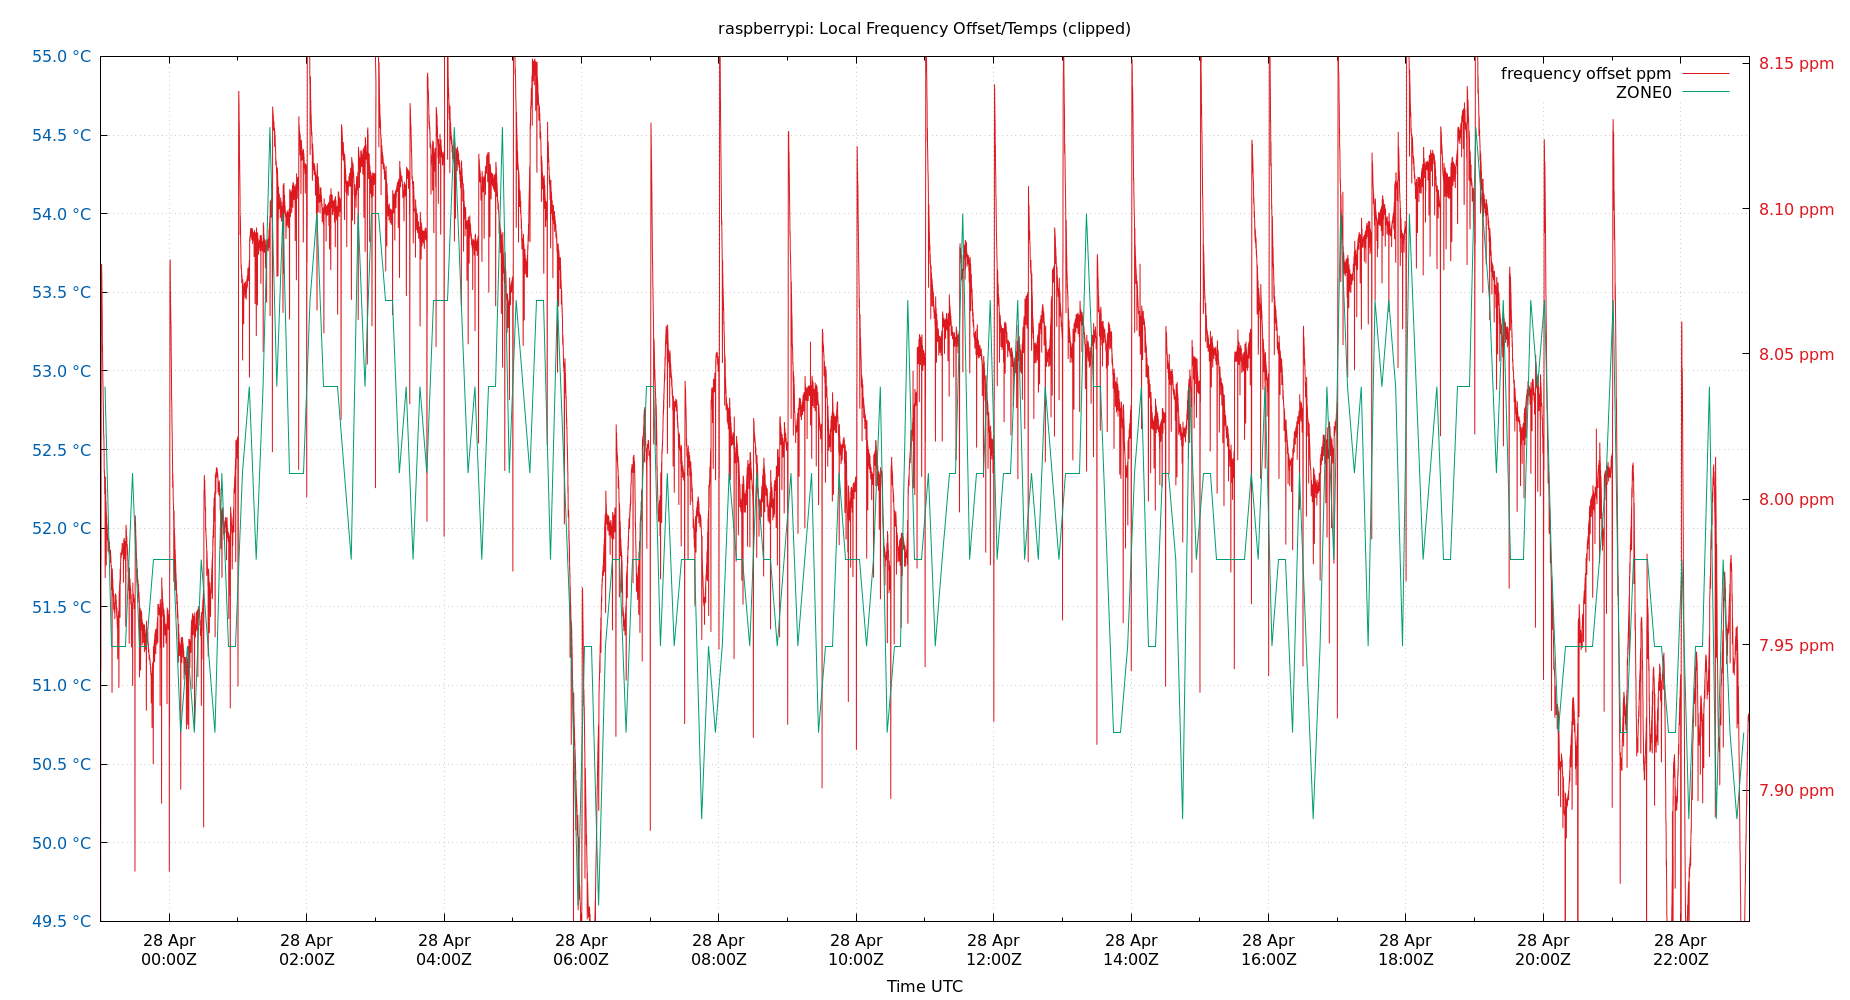 raspberrypi: Local Frequency Offset/Temps (clipped)
55.0 °C
54.5 °C
54.0 °C
53.5 °C
53.0 °C
52.5 °C
52.0 °C
51.5 °C
51.0 °C
50.5 °C
50.0 °C
49.5 °C
8.15 ppm
8.10 ppm
8.05 ppm
8.00 ppm
7.95 ppm
7.90 ppm
frequency offset ppm
ZONE0
28 Apr 28 Apr 28 Apr 28 Apr 28 Apr 28 Apr 28 Apr 28 Apr 28 Apr 28 Apr 28 Apr 28 Apr
00:00Z 02:00Z 04:00Z 06:00Z 08:00Z 10:00Z 12:00Z 14:00Z 16:00Z 18:00Z 20:00Z 22:00Z
Time UTC